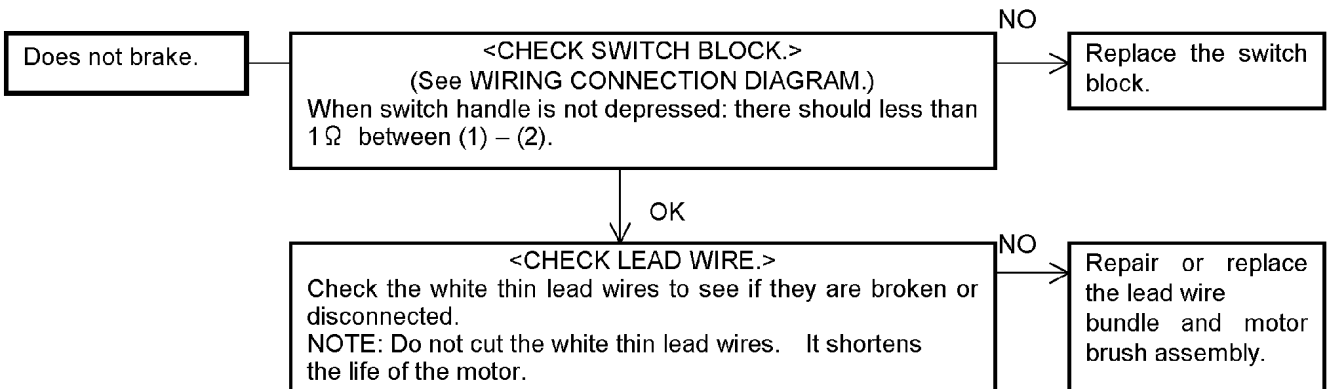 Does not brake.
<CHECK SWITCH BLOCK.>
(See WIRING CONNECTION DIAGRAM.)
When switch handle is not depressed: there should less than
1Ω between (1) – (2).
NO
Replace the switch
block.
OK
<CHECK LEAD WIRE.>
Check the white thin lead wires to see if they are broken or
disconnected.
NOTE: Do not cut the white thin lead wires. It shortens
the life of the motor.
NO
Repair or replace
the lead wire
bundle and motor
brush assembly.